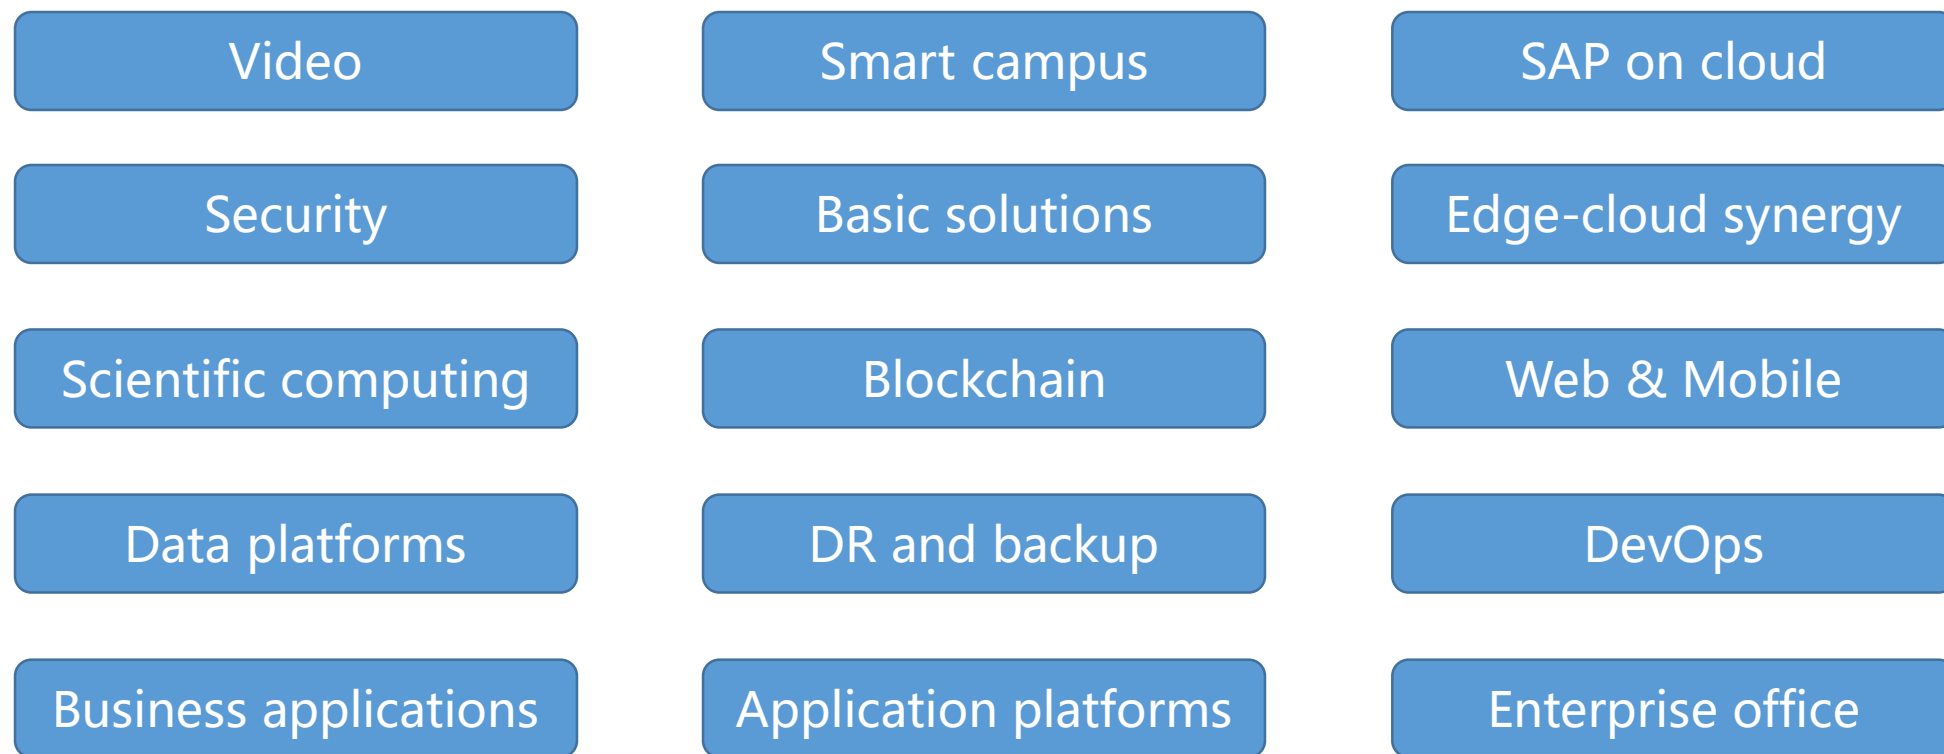 Video
Smart campus
SAP on cloud
Security
Basic solutions
Edge-cloud synergy
Scientific computing
Blockchain
Web & Mobile
Data platforms
DR and backup
DevOps
Business applications
Application platforms
Enterprise office